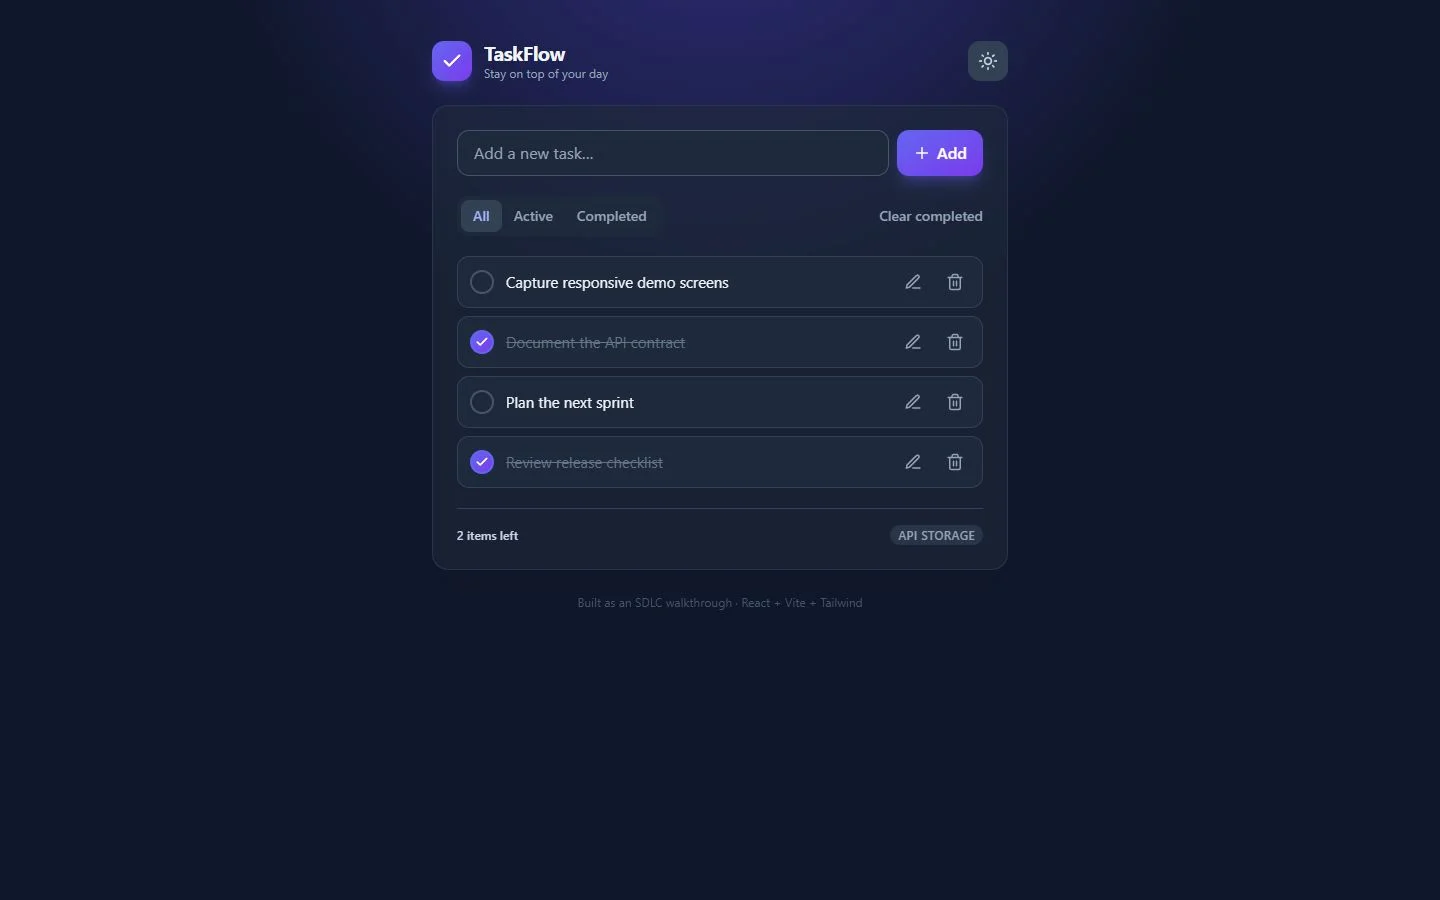 TaskFlow
Stay on top of your day
Add a new task...
Add
All Active Completed Clear completed
Capture responsive demo screens
Document the API contract
Plan the next sprint
Review release checklist
2 items left API STORAGE
Built as an SDLC walkthrough · React + Vite + Tailwind